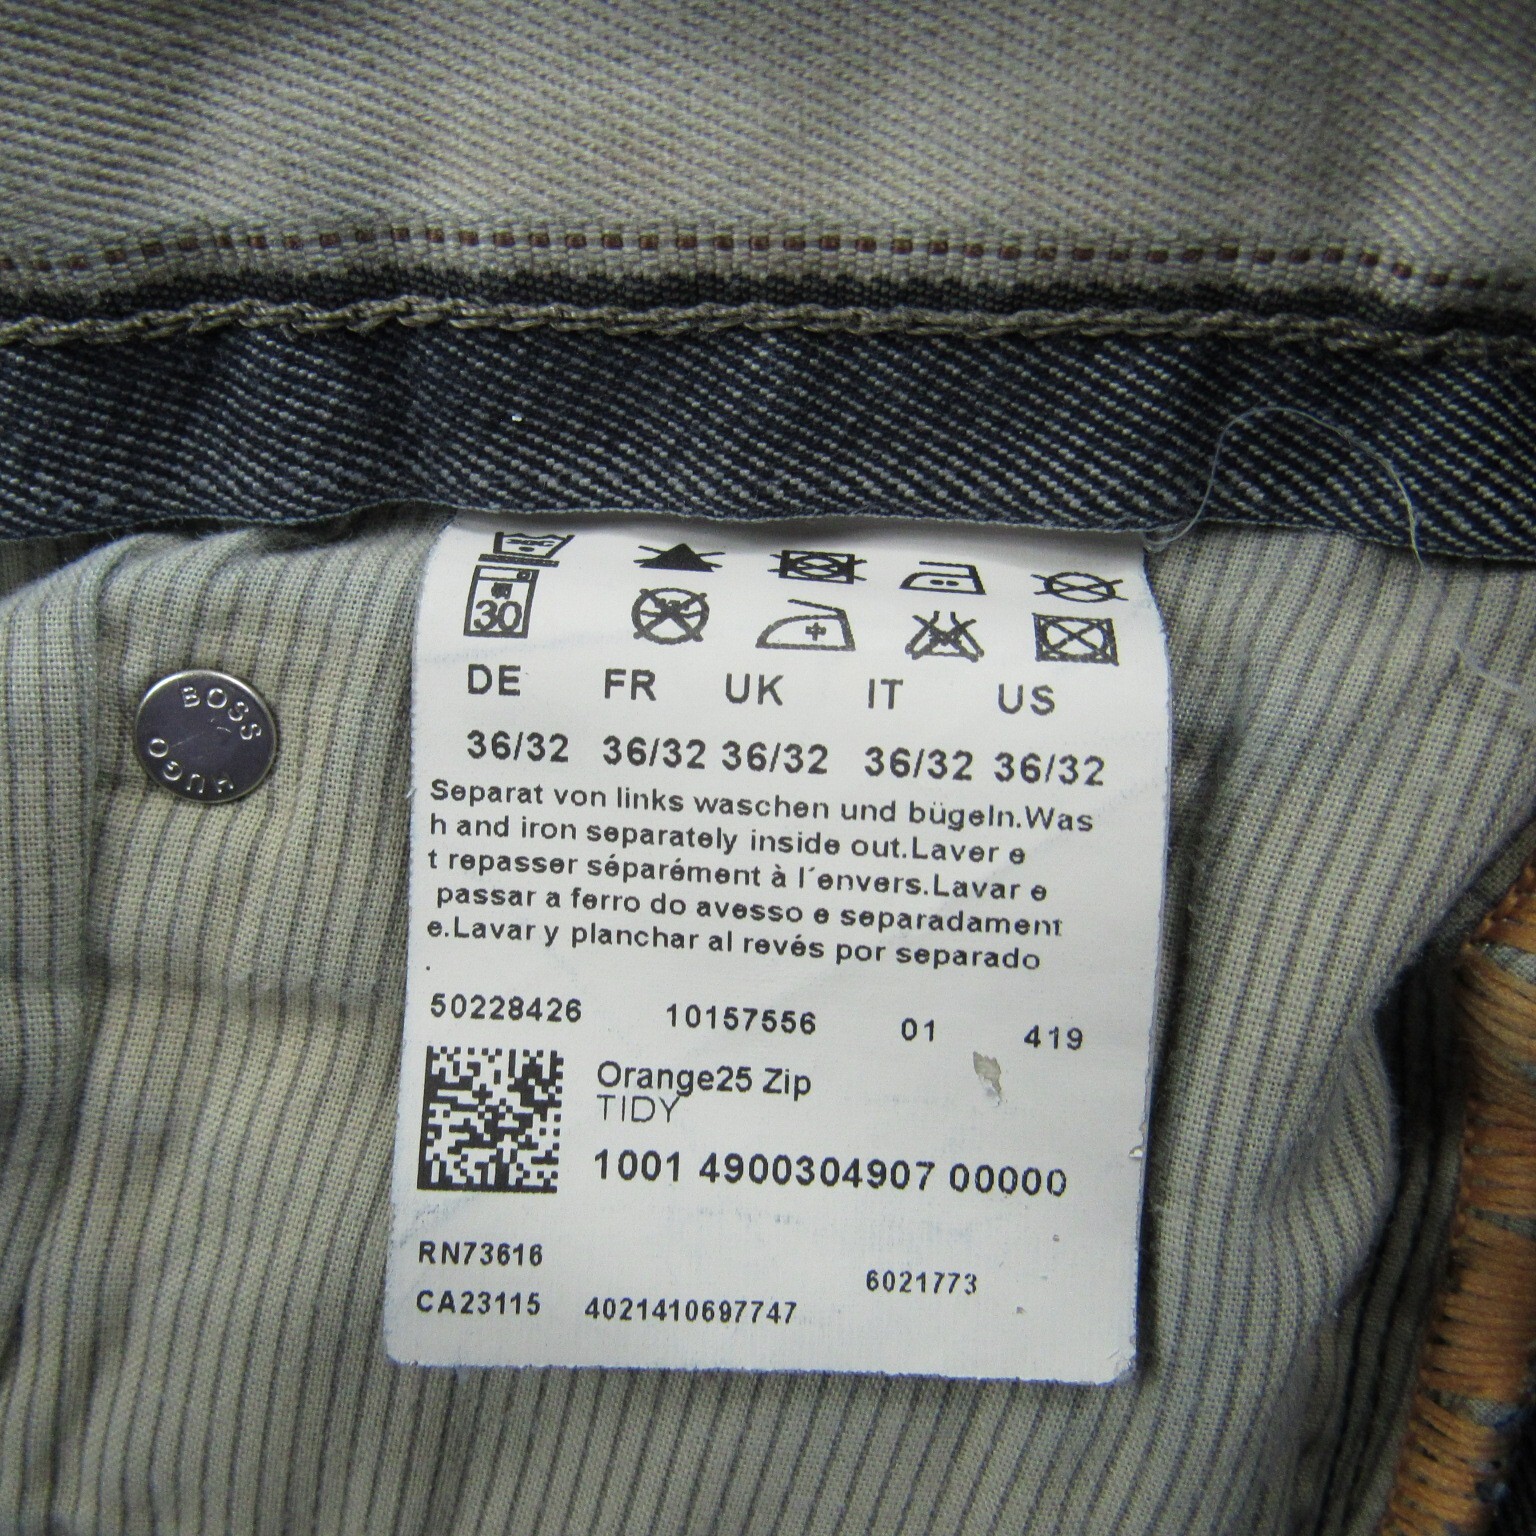 30
DE FR UK IT US
36/32 36/32 36/32 36/32 36/32
BOSS
HUGO
Separat von links waschen und bügeln.Was
h and iron separately inside out.Laver e
t repasser séparément à l´envers.Lavar e
passar a ferro do avesso e separadament
e.Lavar y planchar al revés por separado
.
50228426 10157556 01 419
Orange25 Zip
TIDY
1001 4900304907 00000
RN73616
6021773
CA23115 4021410697747